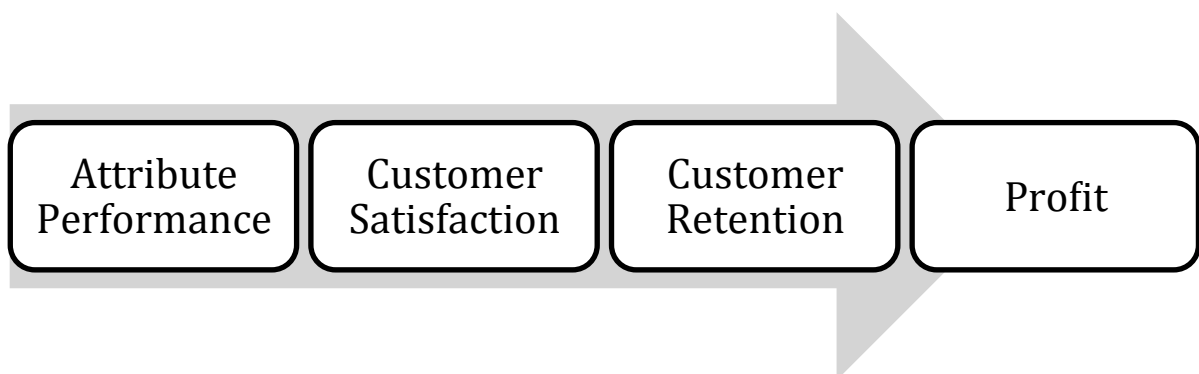 Attribute
Performance
Customer
Satisfaction
Customer
Retention
Profit